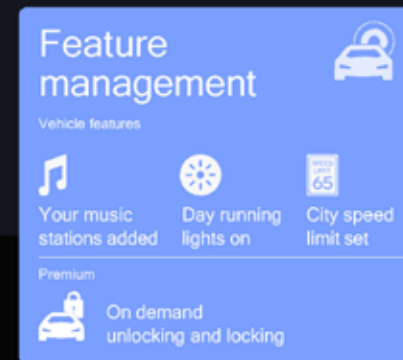 Feature
management
Vehicle features
SPEED
LIMIT
65
Your music
stations added
Day running
lights on
City speed
limit set
Premium
On demand
unlocking and locking